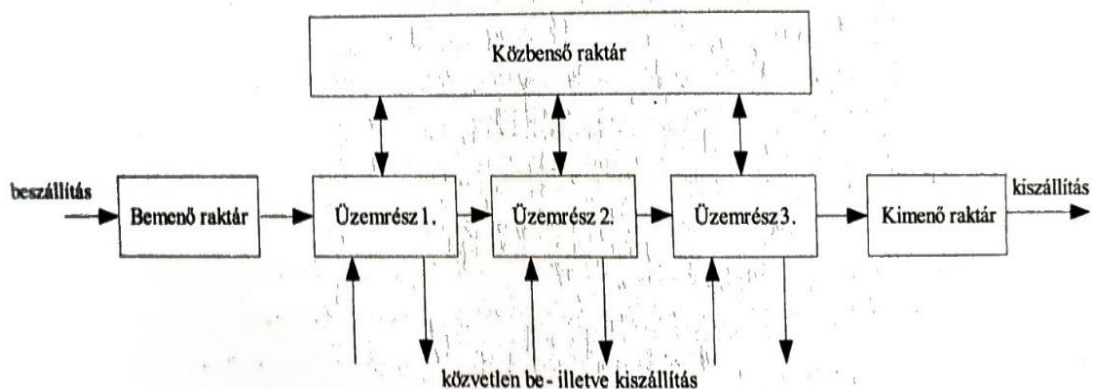 Közbenső raktár
beszállítás
Bemenő raktár
Üzemrész 1.
Üzemrész 2.
Üzemrész 3.
Kimenő raktár
kiszállítás
közvetlen be- illetve kiszállítás